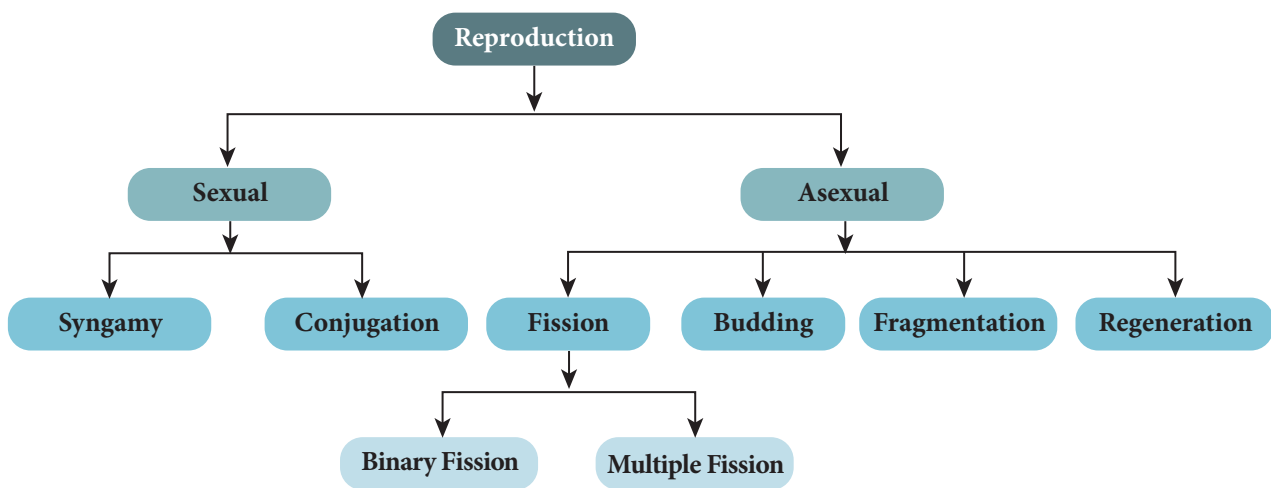 Reproduction
Sexual
Asexual
Syngamy
Conjugation
Fission
Budding
Fragmentation
Regeneration
Binary Fission
Multiple Fission